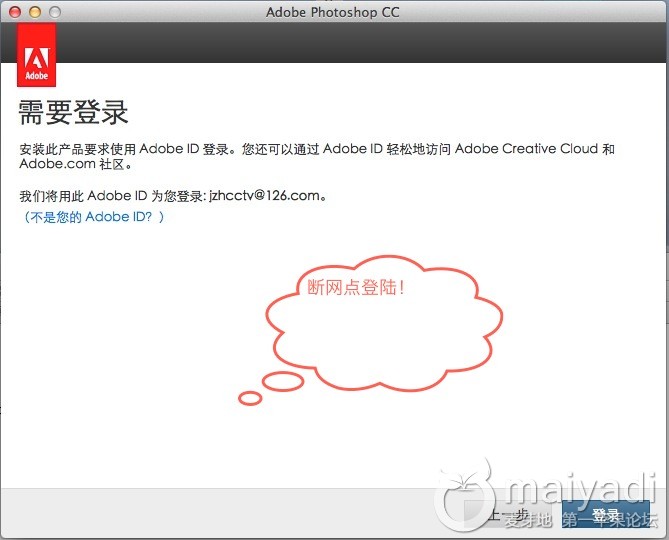 Adobe Photoshop CC
Adobe
需要登录
安装此产品要求使用 Adobe ID 登录。您还可以通过 Adobe ID 轻松地访问 Adobe Creative Cloud 和
Adobe.com 社区。
我们将用此 Adobe ID 为您登录: jzhcctv@126.com。
（不是您的 Adobe ID？）
断网点登陆！
maiyadi
上一步
登录
麦芽地 第一苹果论坛